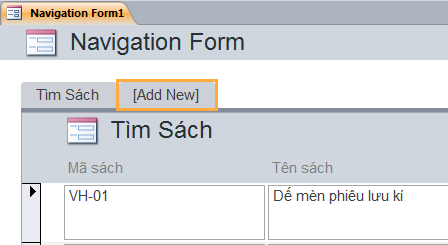 Navigation Form1
Navigation Form
Tìm Sách [Add New]
Tìm Sách
Mã sách Tên sách
VH-01 Dế mèn phiêu lưu kí